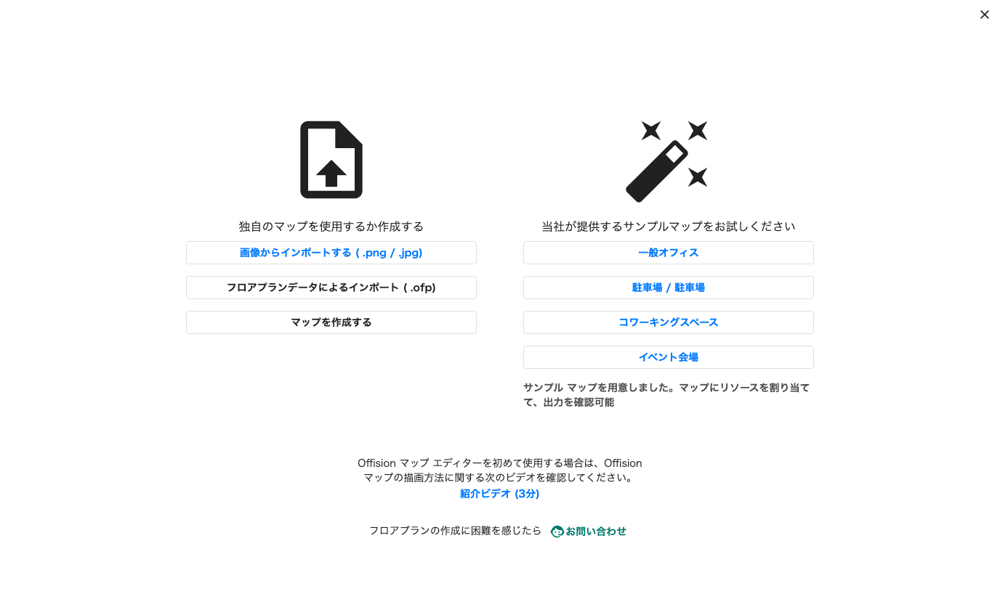 独自のマップを使用するか作成する
画像からインポートする ( .png / .jpg)
フロアプランデータによるインポート ( .ofp)
マップを作成する
当社が提供するサンプルマップをお試しください
一般オフィス
駐車場 / 駐車場
コワーキングスペース
イベント会場
サンプル マップを用意しました。マップにリソースを割り当て
て、出力を確認可能
Offision マップ エディターを初めて使用する場合は、Offision
マップの描画方法に関する次のビデオを確認してください。
紹介ビデオ (3分)
フロアプランの作成に困難を感じたら お問い合わせ